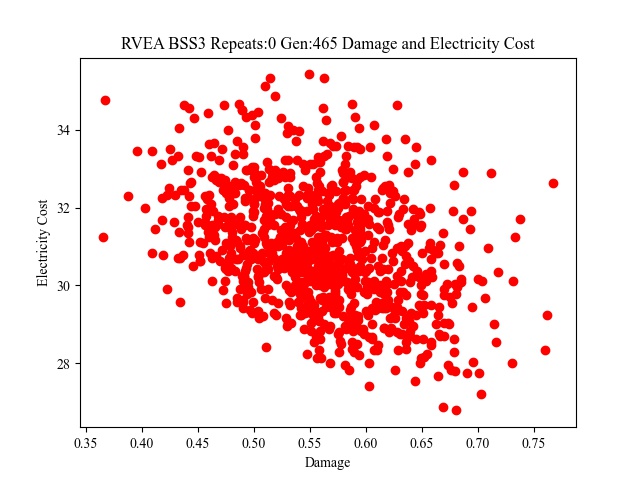 RVEA BSS3 Repeats:0 Gen:465 Damage and Electricity Cost
34
32
30
28
Electricity Cost
0.35 0.40 0.45 0.50 0.55 0.60 0.65 0.70 0.75
Damage